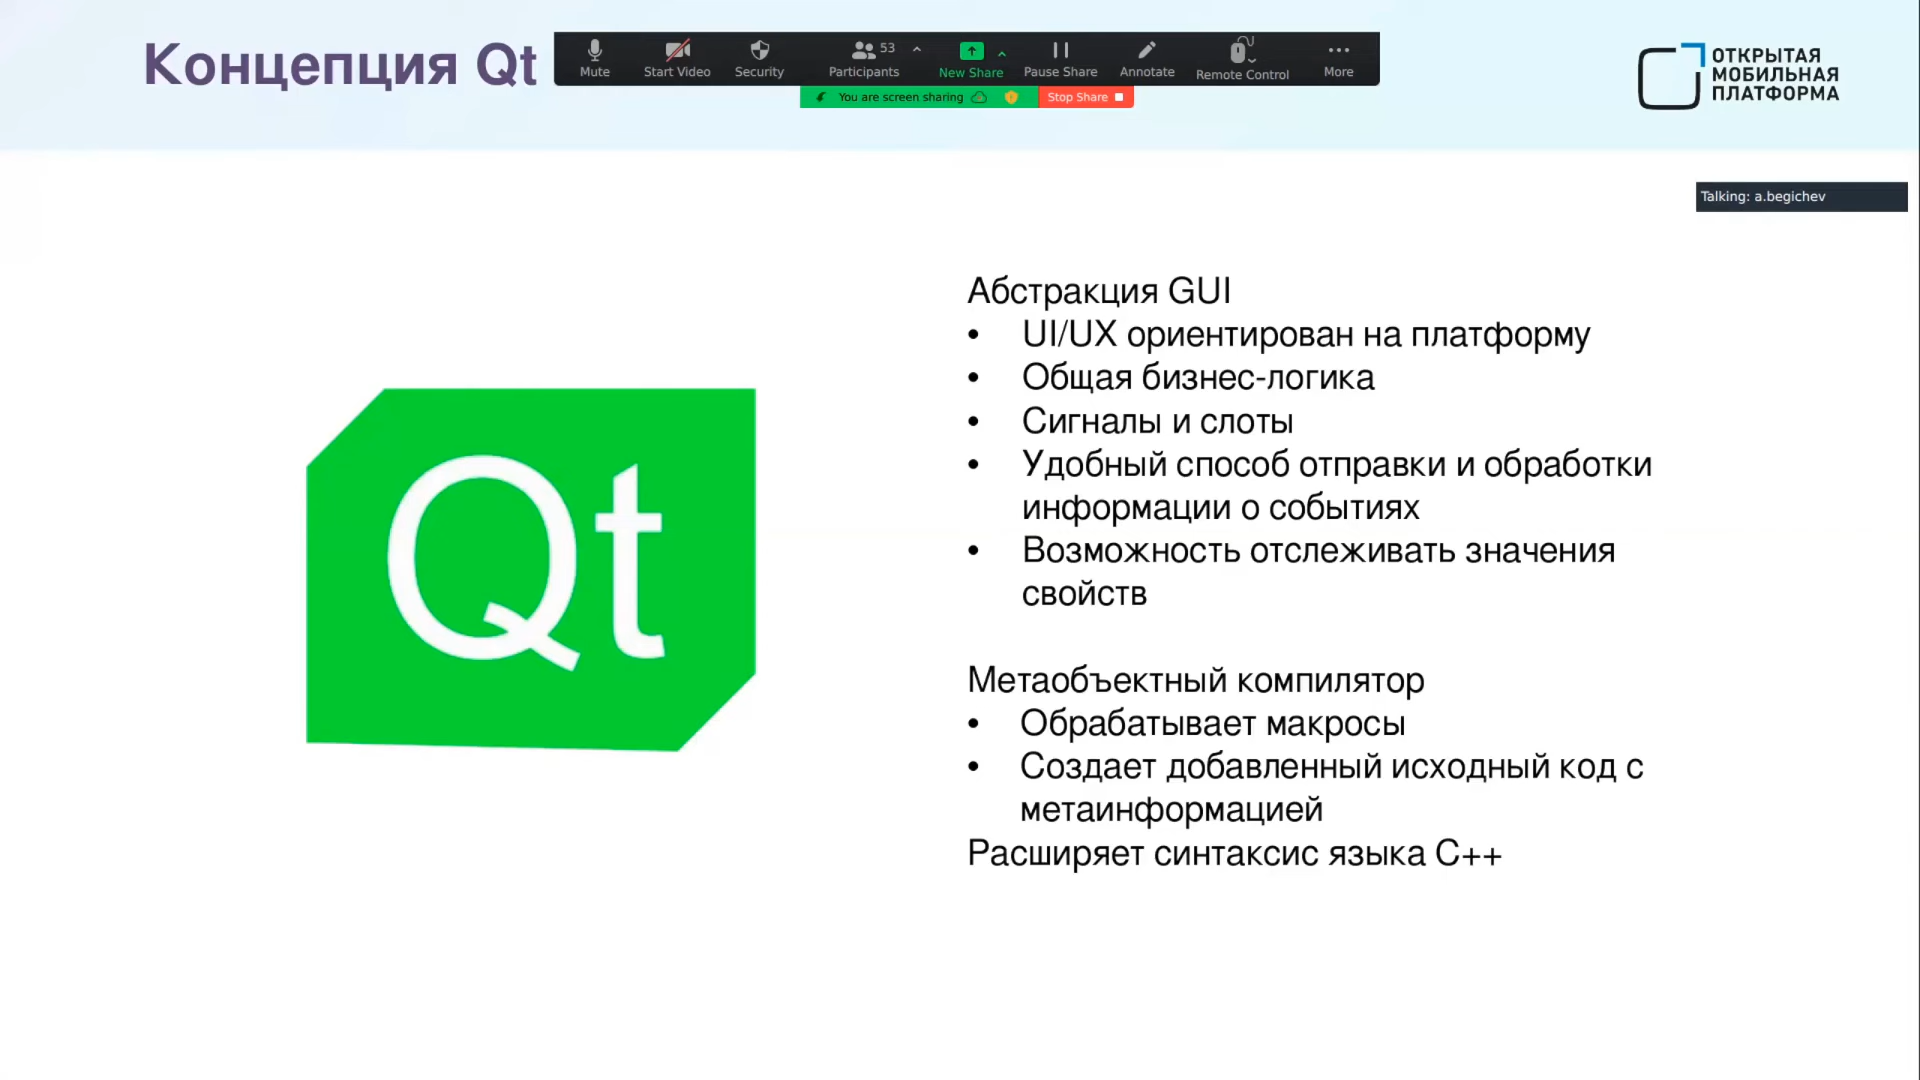 Концепция Qt
Mute
Start Video
Security
Participants
53
New Share
Pause Share
Annotate
Remote Control
More
You are screen sharing
Stop Share
ОТКРЫТАЯ
МОБИЛЬНАЯ
ПЛАТФОРМА
Talking: a.begichev
Qt
Абстракция GUI
• UI/UX ориентирован на платформу
• Общая бизнес-логика
• Сигналы и слоты
• Удобный способ отправки и обработки
информации о событиях
• Возможность отслеживать значения
свойств
Метаобъектный компилятор
• Обрабатывает макросы
• Создает добавленный исходный код с
метаинформацией
Расширяет синтаксис языка C++